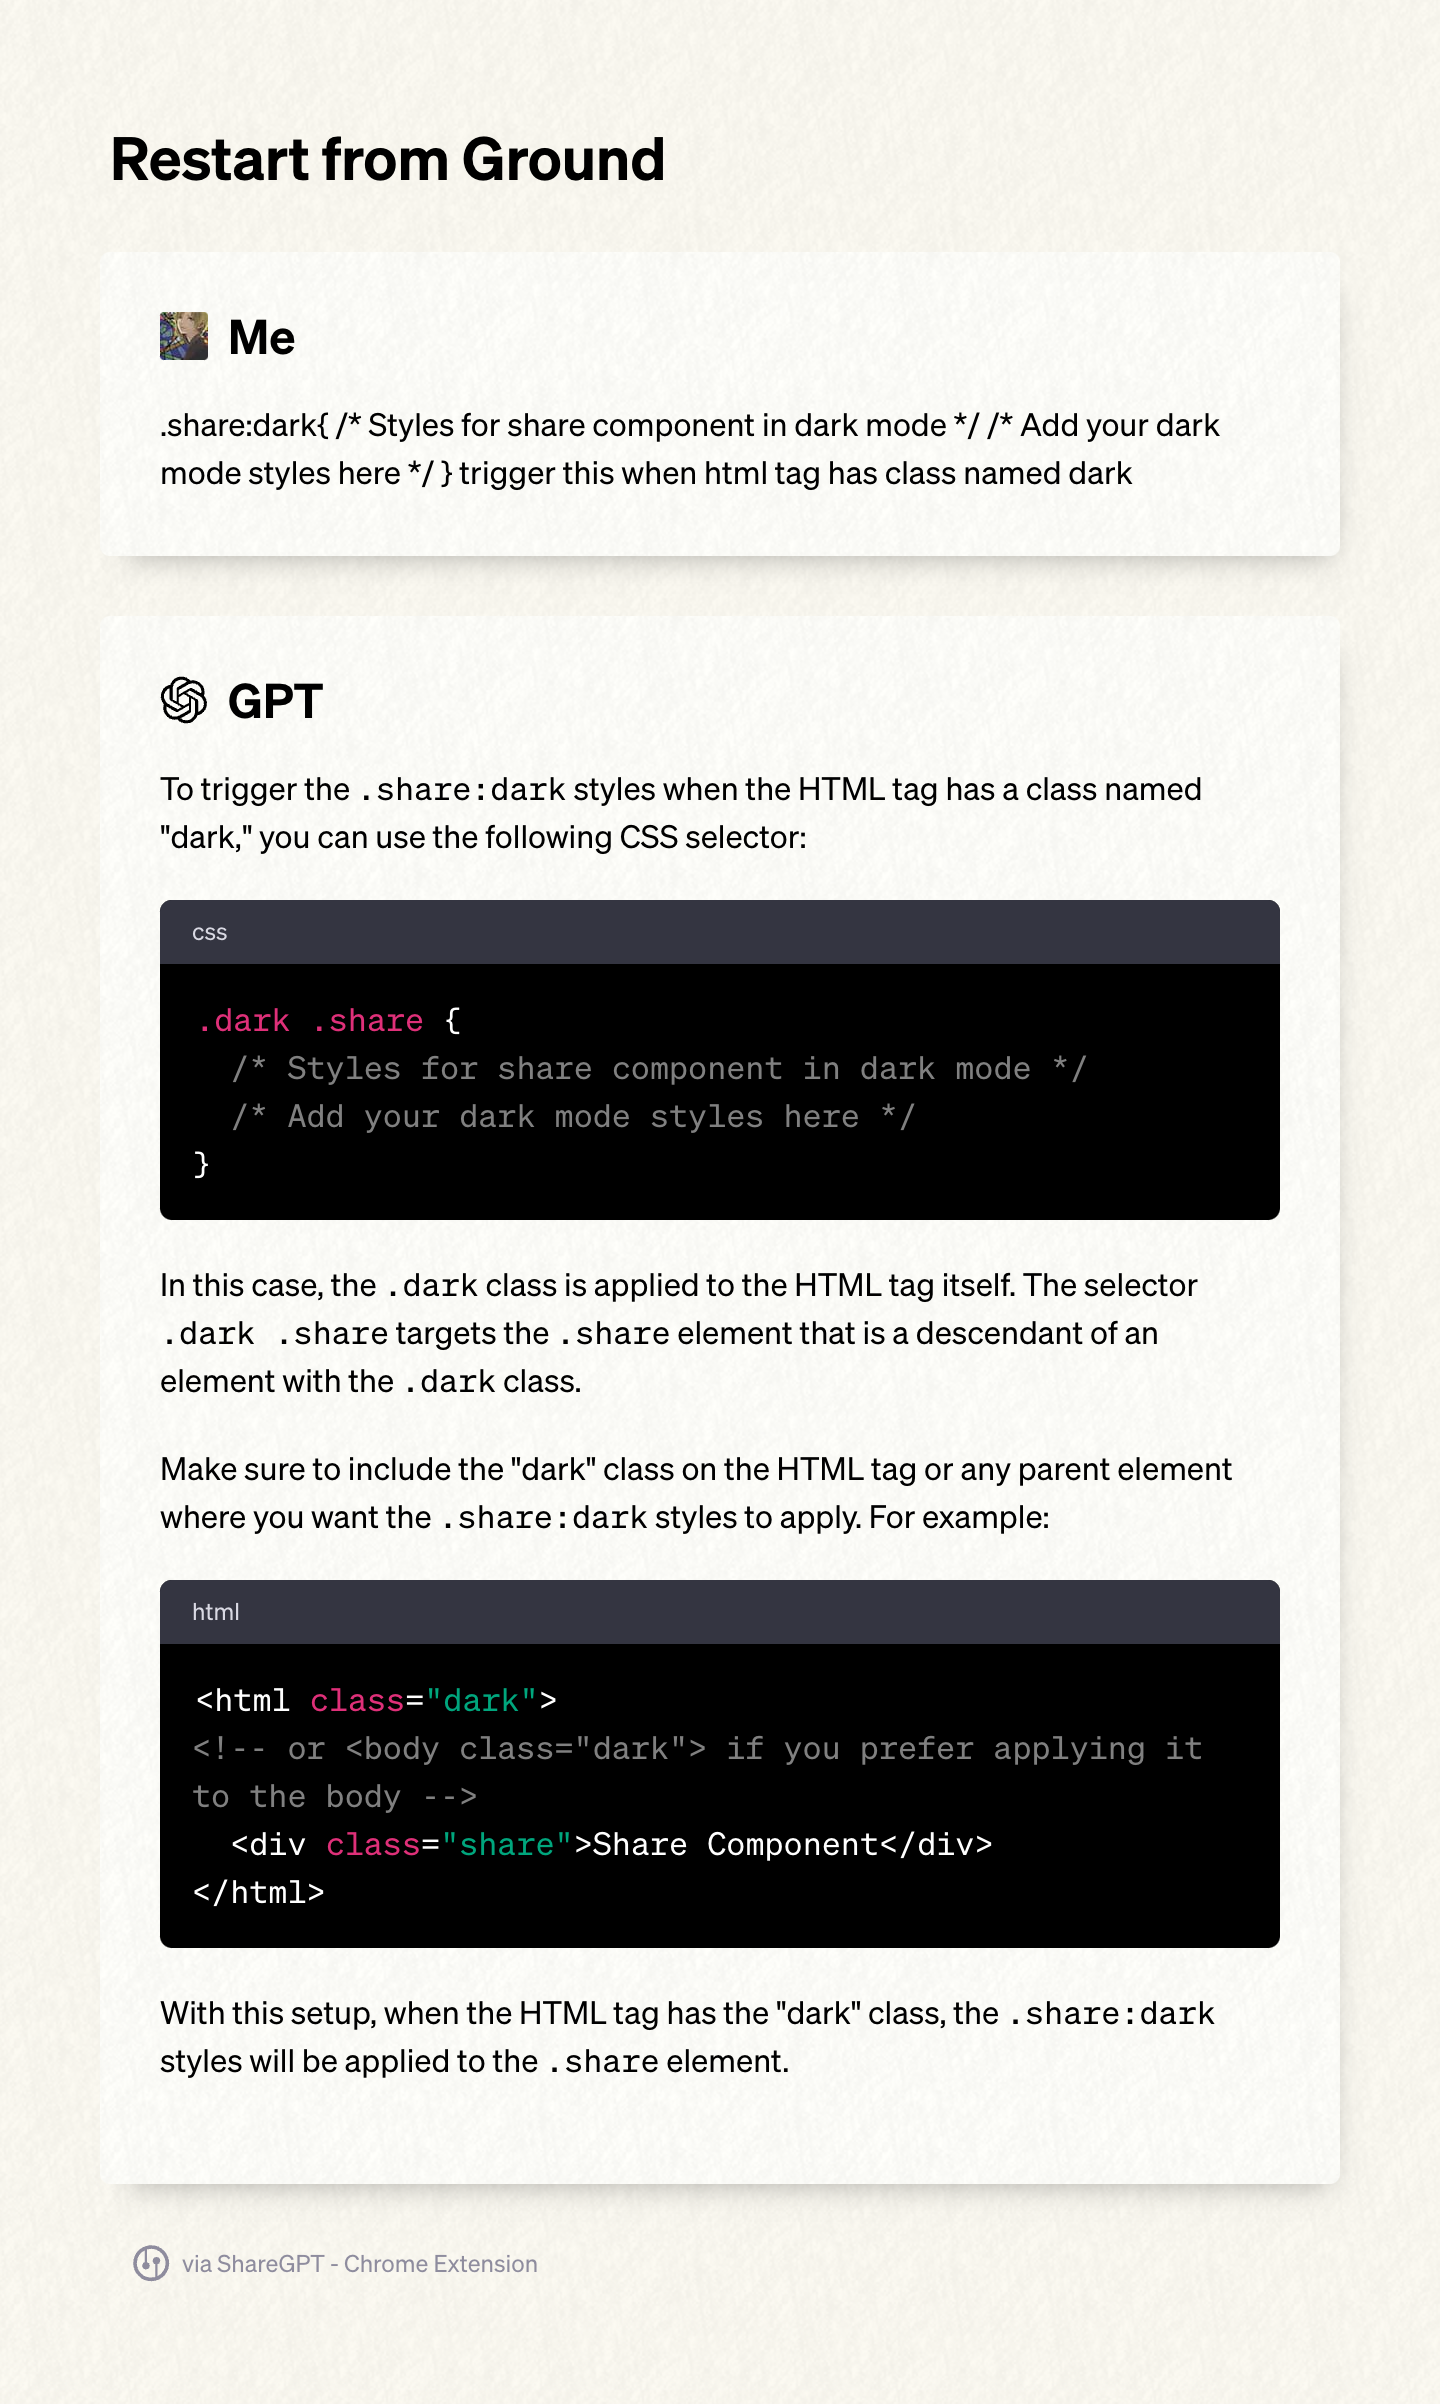 Restart from Ground
Me
.share:dark{ /* Styles for share component in dark mode */ /* Add your dark
mode styles here */ } trigger this when html tag has class named dark
GPT
To trigger the .share:dark styles when the HTML tag has a class named
"dark," you can use the following CSS selector:
css
.dark .share {
  /* Styles for share component in dark mode */
  /* Add your dark mode styles here */
}
In this case, the .dark class is applied to the HTML tag itself. The selector
.dark .share targets the .share element that is a descendant of an
element with the .dark class.
Make sure to include the "dark" class on the HTML tag or any parent element
where you want the .share:dark styles to apply. For example:
html
<html class="dark">
<!-- or <body class="dark"> if you prefer applying it
to the body -->
  <div class="share">Share Component</div>
</html>
With this setup, when the HTML tag has the "dark" class, the .share:dark
styles will be applied to the .share element.
via ShareGPT - Chrome Extension